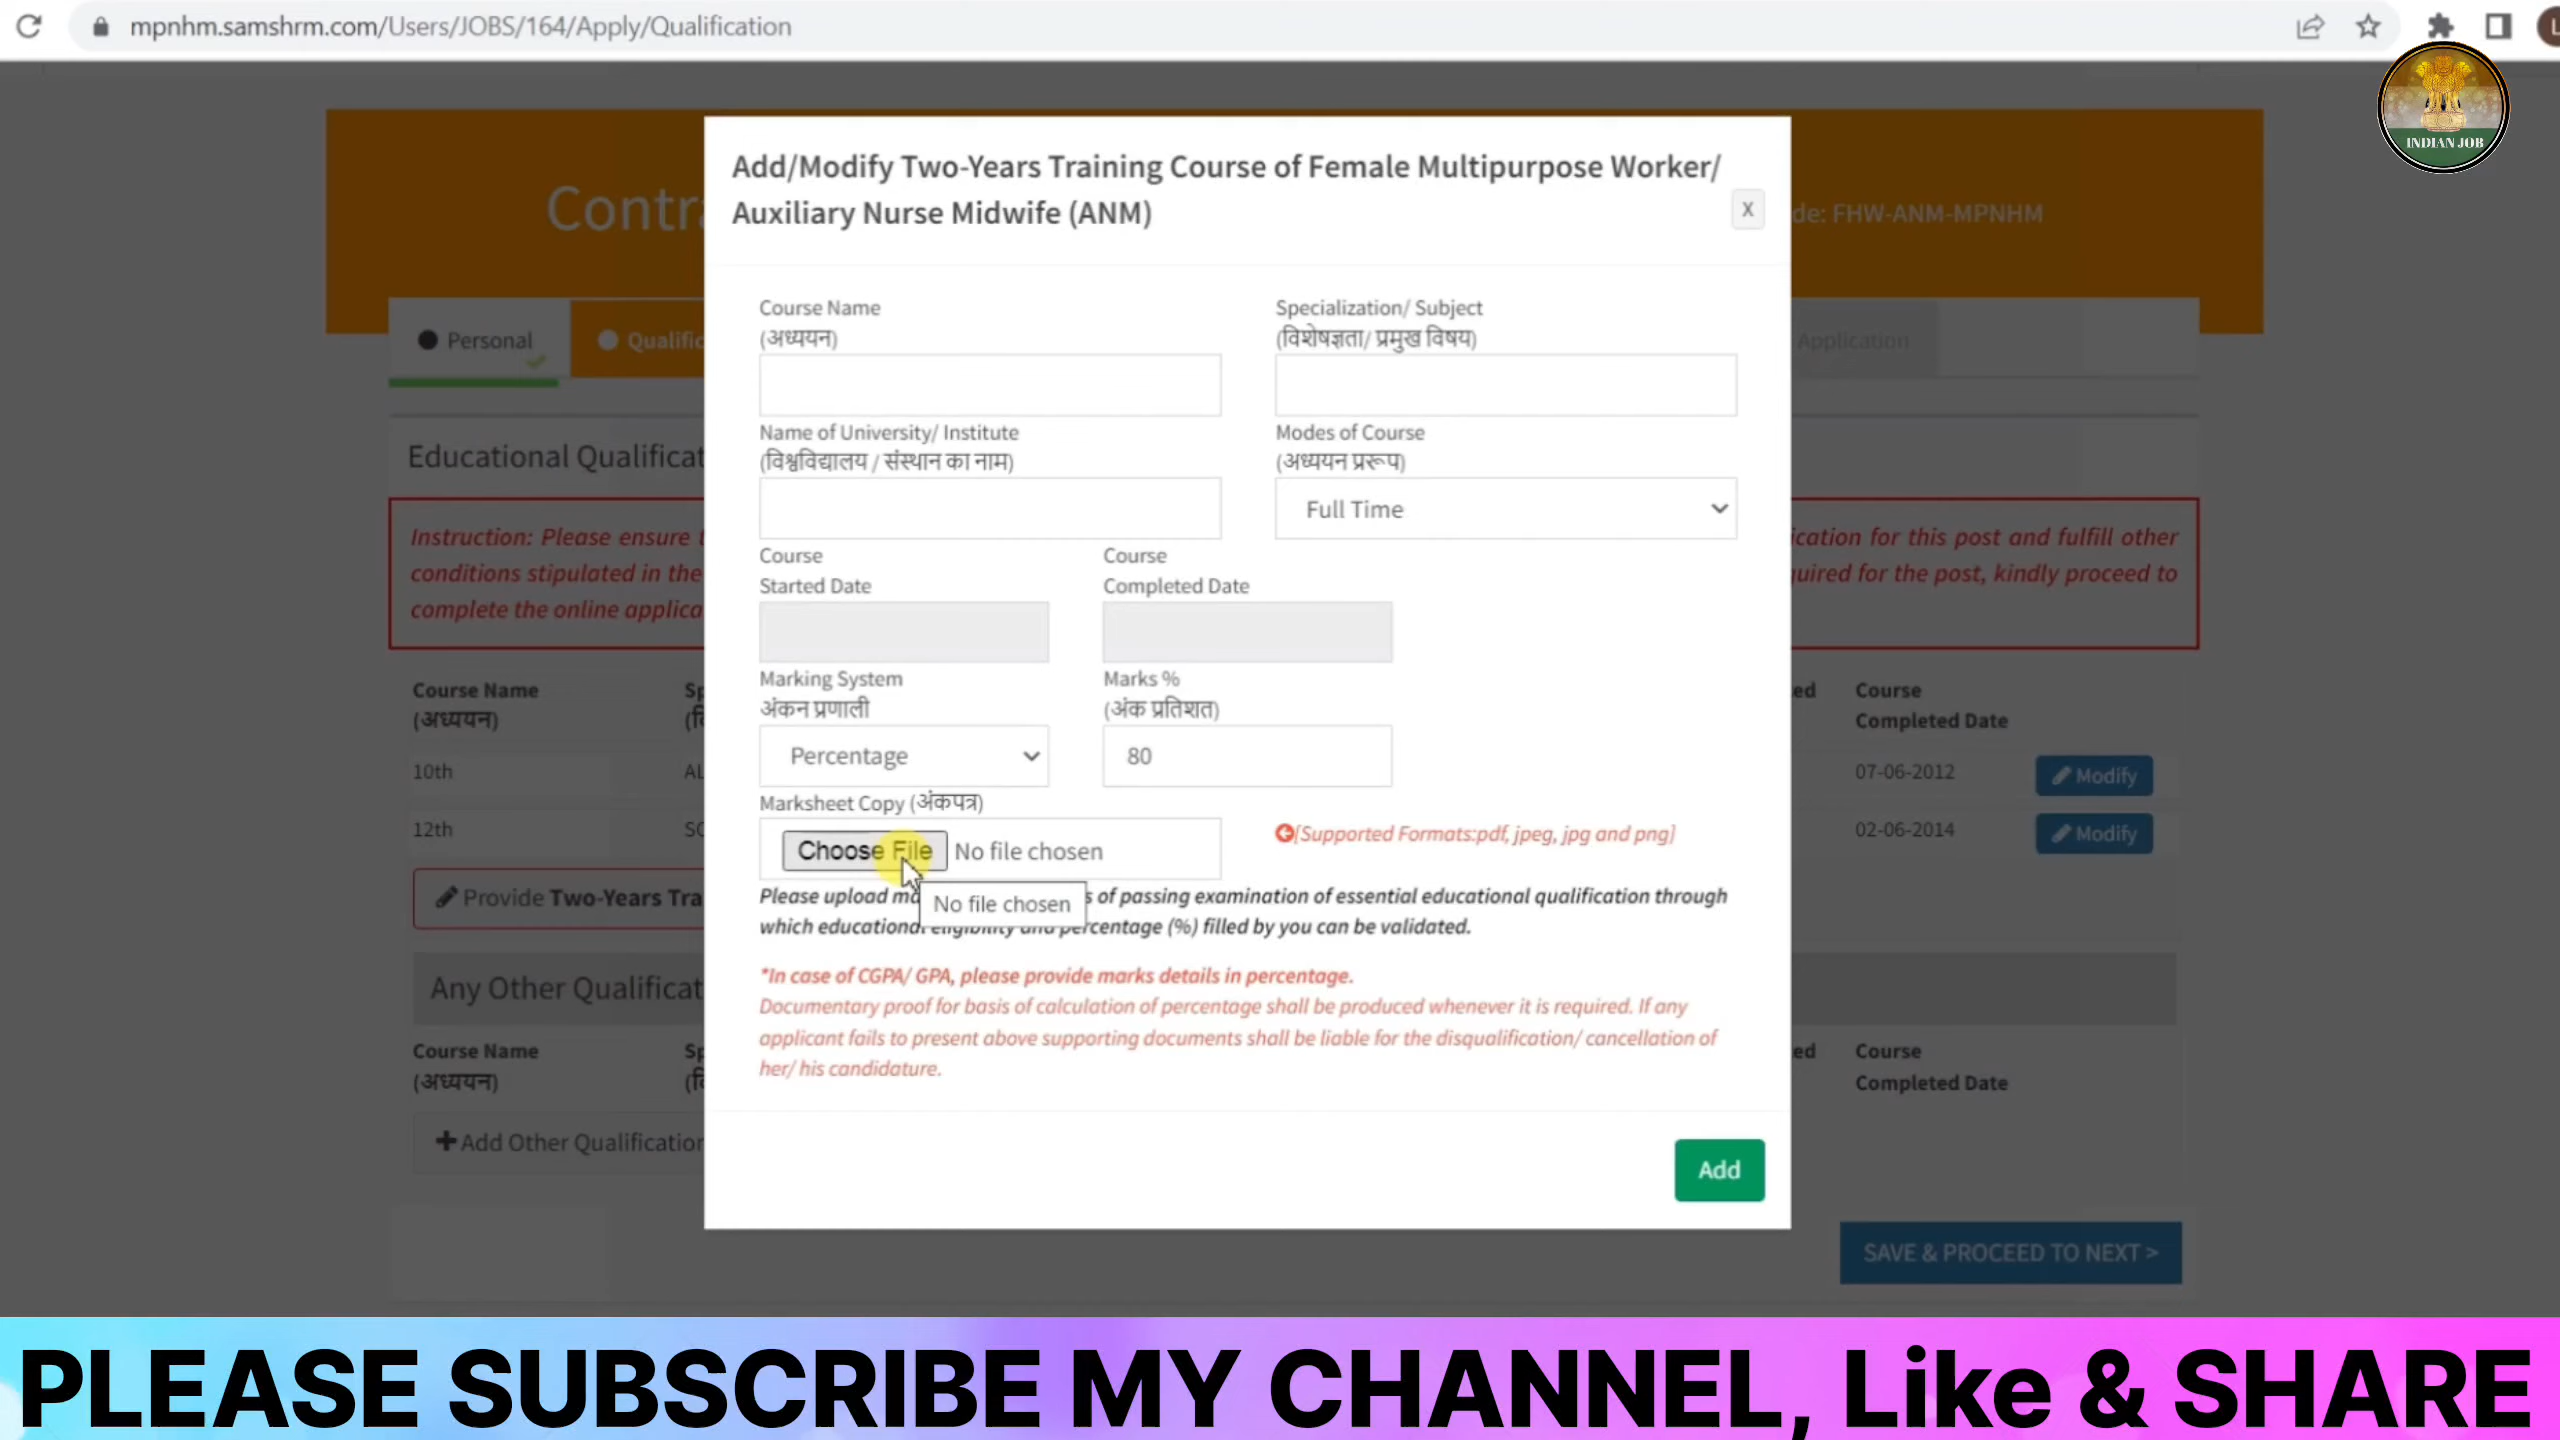 mpnhm.samshrm.com/Users/JOBS/164/Apply/Qualification
INDIAN JOB
Contra
de: FHW-ANM-MPNHM
Personal
Qualific
Application
Educational Qualificat
Instruction: Please ensure t
ication for this post and fulfill other
conditions stipulated in the
quired for the post, kindly proceed to
complete the online applica
Course Name
(अध्ययन)
Sp
(वि
ed
Course
Completed Date
10th
AL
07-06-2012
Modify
12th
SC
02-06-2014
Modify
Provide Two-Years Tra
Any Other Qualificat
Course Name
(अध्ययन)
Sp
(वि
ed
Course
Completed Date
Add Other Qualification
SAVE & PROCEED TO NEXT >
Add/Modify Two-Years Training Course of Female Multipurpose Worker/
Auxiliary Nurse Midwife (ANM)
X
Course Name
(अध्ययन)
Specialization/ Subject
(विशेषज्ञता/ प्रमुख विषय)
Name of University/ Institute
(विश्वविद्यालय / संस्थान का नाम)
Modes of Course
(अध्ययन प्ररूप)
Full Time
Course
Started Date
Course
Completed Date
Marking System
अंकन प्रणाली
Marks %
(अंक प्रतिशत)
Percentage
80
Marksheet Copy (अंकपत्र)
Choose File No file chosen
[Supported Formats:pdf, jpeg, jpg and png]
No file chosen
Please upload ma s of passing examination of essential educational qualification through
which educational eligibility and percentage (%) filled by you can be validated.
*In case of CGPA/ GPA, please provide marks details in percentage.
Documentary proof for basis of calculation of percentage shall be produced whenever it is required. If any
applicant fails to present above supporting documents shall be liable for the disqualification/ cancellation of
her/ his candidature.
Add
PLEASE SUBSCRIBE MY CHANNEL, Like & SHARE